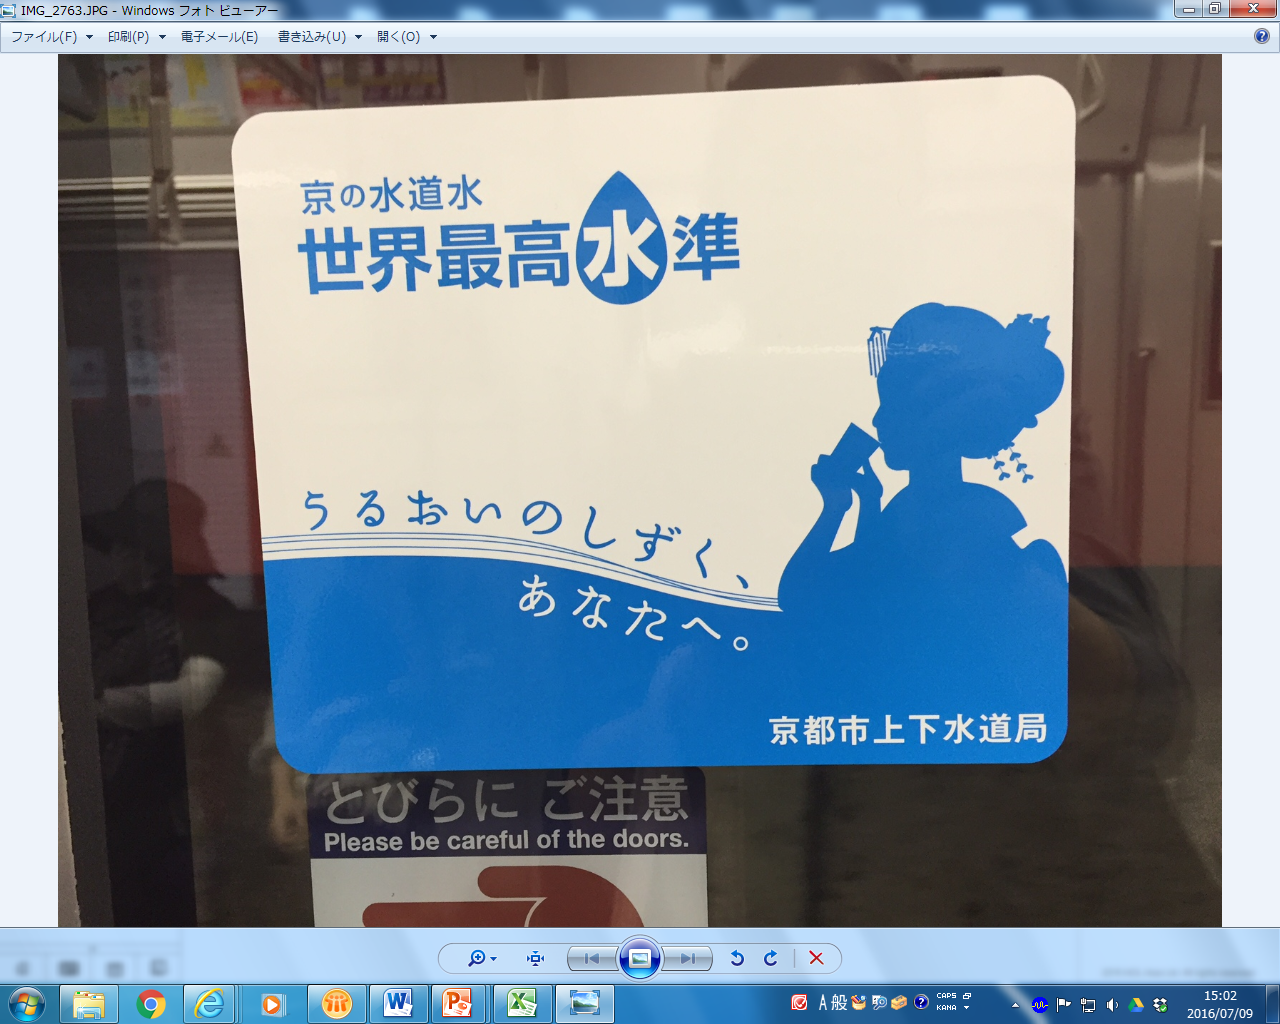 IMG_2763.JPG - Windows フォト ビューアー
ファイル(F) 印刷(P) 電子メール(E) 書き込み(U) 開く(O)
京の水道水
世界最高水準
うるおいのしずく、
あなたへ。
京都市上下水道局
とびらに ご注意
Please be careful of the doors.
A 般 CAPS KANA
15:02
2016/07/09